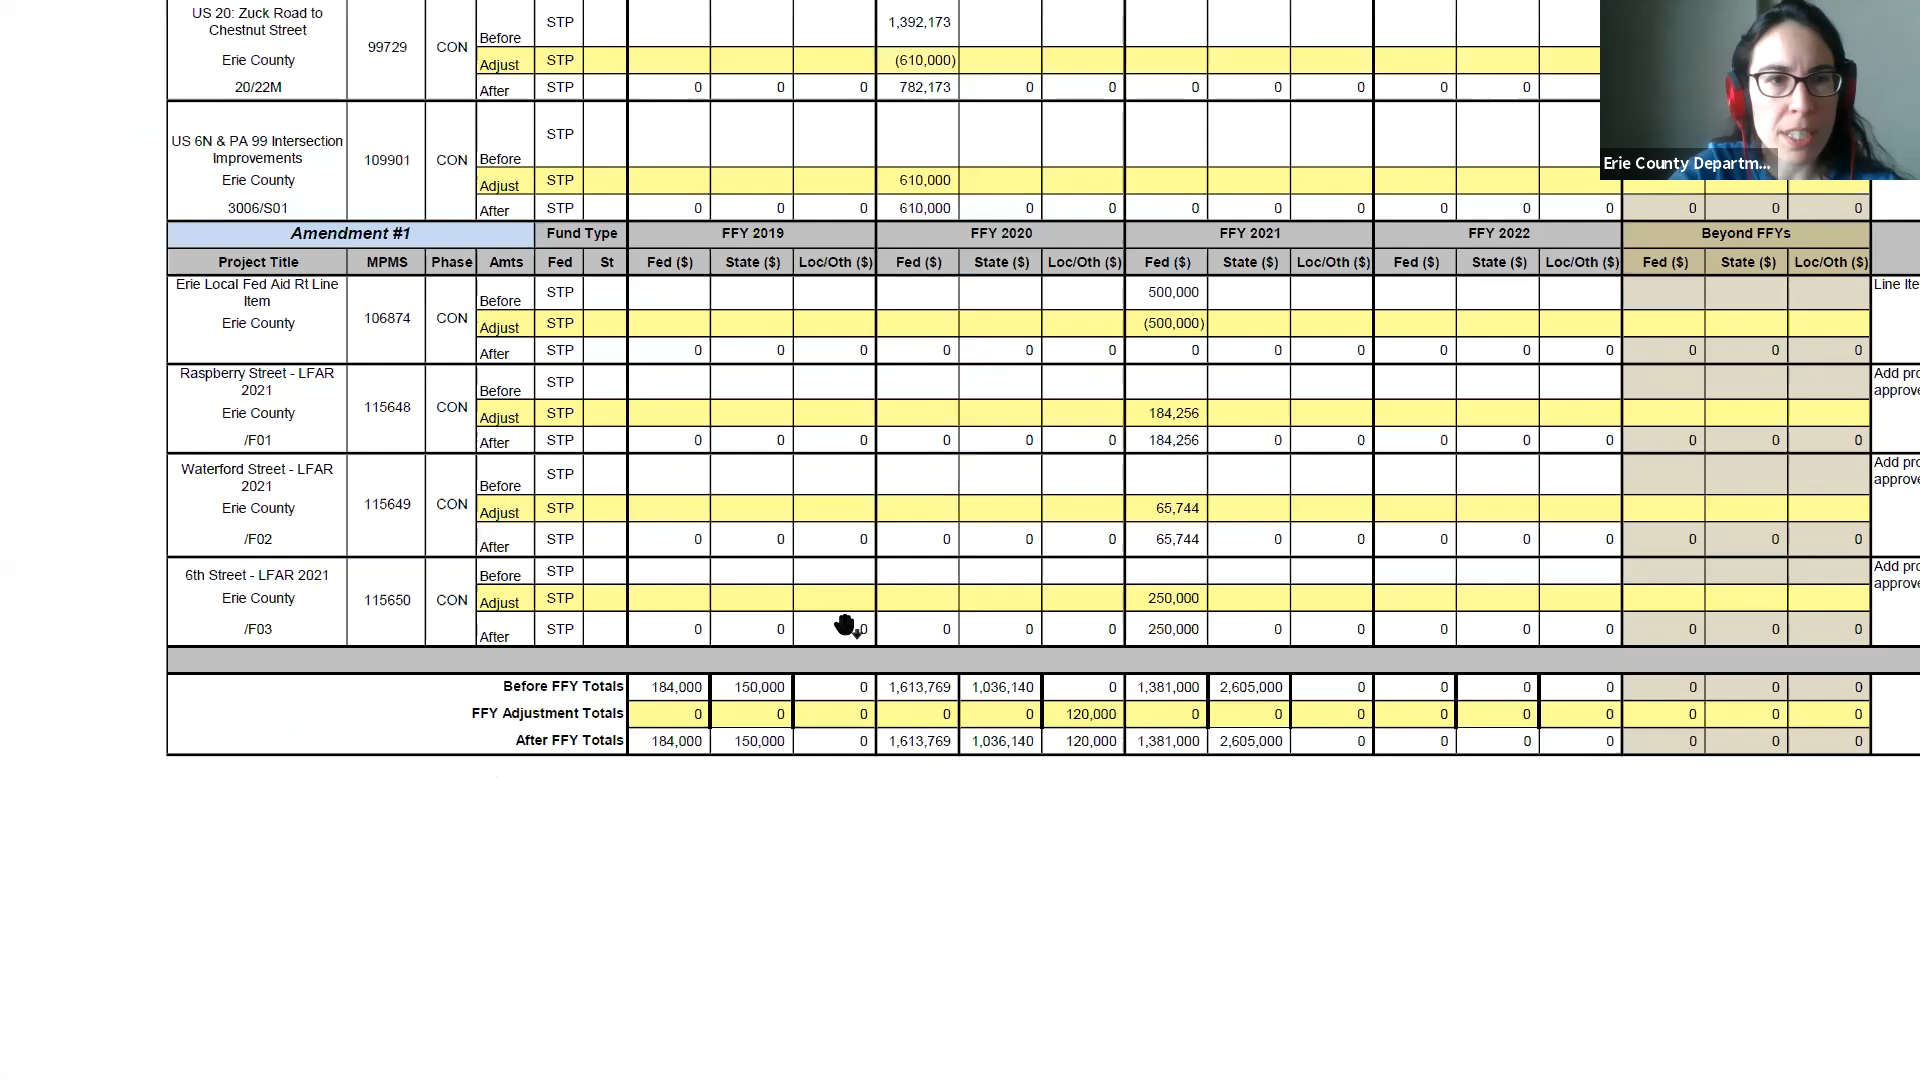 US 20: Zuck Road to
Chestnut Street
Erie County
20/22M
99729 CON
Before STP 1,392,173
Adjust STP (610,000)
After STP 0 0 0 782,173 0 0 0 0 0 0 0
US 6N & PA 99 Intersection
Improvements
Erie County
3006/S01
109901 CON
Before STP
Adjust STP 610,000
After STP 0 0 0 610,000 0 0 0 0 0 0 0 0 0 0 0
Erie County Departm...
Amendment #1 Fund Type FFY 2019 FFY 2020 FFY 2021 FFY 2022 Beyond FFYs
Project Title MPMS Phase Amts Fed St Fed ($) State ($) Loc/Oth ($) Fed ($) State ($) Loc/Oth ($) Fed ($) State ($) Loc/Oth ($) Fed ($) State ($) Loc/Oth ($) Fed ($) State ($) Loc/Oth ($)
Erie Local Fed Aid Rt Line
Item
Erie County
106874 CON
Before STP 500,000
Adjust STP (500,000)
After STP 0 0 0 0 0 0 0 0 0 0 0 0 0 0 0
Line Ite
Raspberry Street - LFAR
2021
Erie County
/F01
115648 CON
Before STP
Adjust STP 184,256
After STP 0 0 0 0 0 0 184,256 0 0 0 0 0 0 0 0
Add pro
approve
Waterford Street - LFAR
2021
Erie County
/F02
115649 CON
Before STP
Adjust STP 65,744
After STP 0 0 0 0 0 0 65,744 0 0 0 0 0 0 0 0
Add pro
approve
6th Street - LFAR 2021
Erie County
/F03
115650 CON
Before STP
Adjust STP 250,000
After STP 0 0 0 0 0 0 250,000 0 0 0 0 0 0 0 0
Add pro
approve
Before FFY Totals 184,000 150,000 0 1,613,769 1,036,140 0 1,381,000 2,605,000 0 0 0 0 0 0 0
FFY Adjustment Totals 0 0 0 0 0 120,000 0 0 0 0 0 0 0 0 0
After FFY Totals 184,000 150,000 0 1,613,769 1,036,140 120,000 1,381,000 2,605,000 0 0 0 0 0 0 0